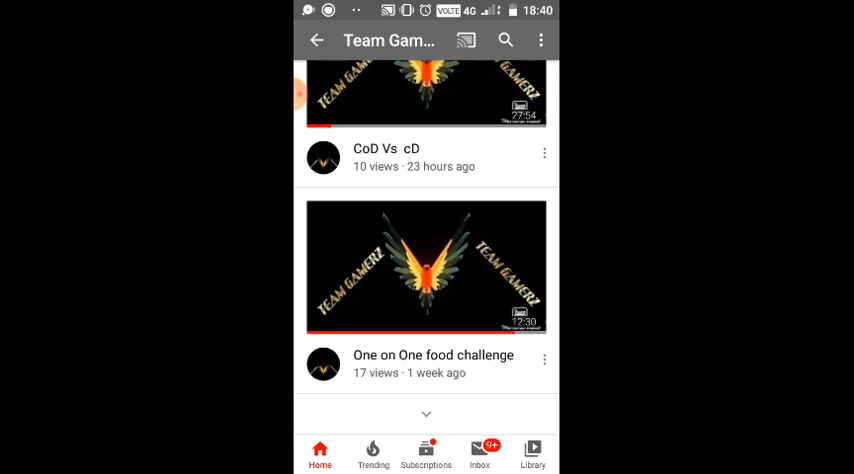 VOLTE 4G 18:40
Team Gam...
TEAM GAMERZ
27:54
CoD Vs cD
10 views · 23 hours ago
TEAM GAMERZ
12:30
One on One food challenge
17 views · 1 week ago
9+
Home Trending Subscriptions Inbox Library